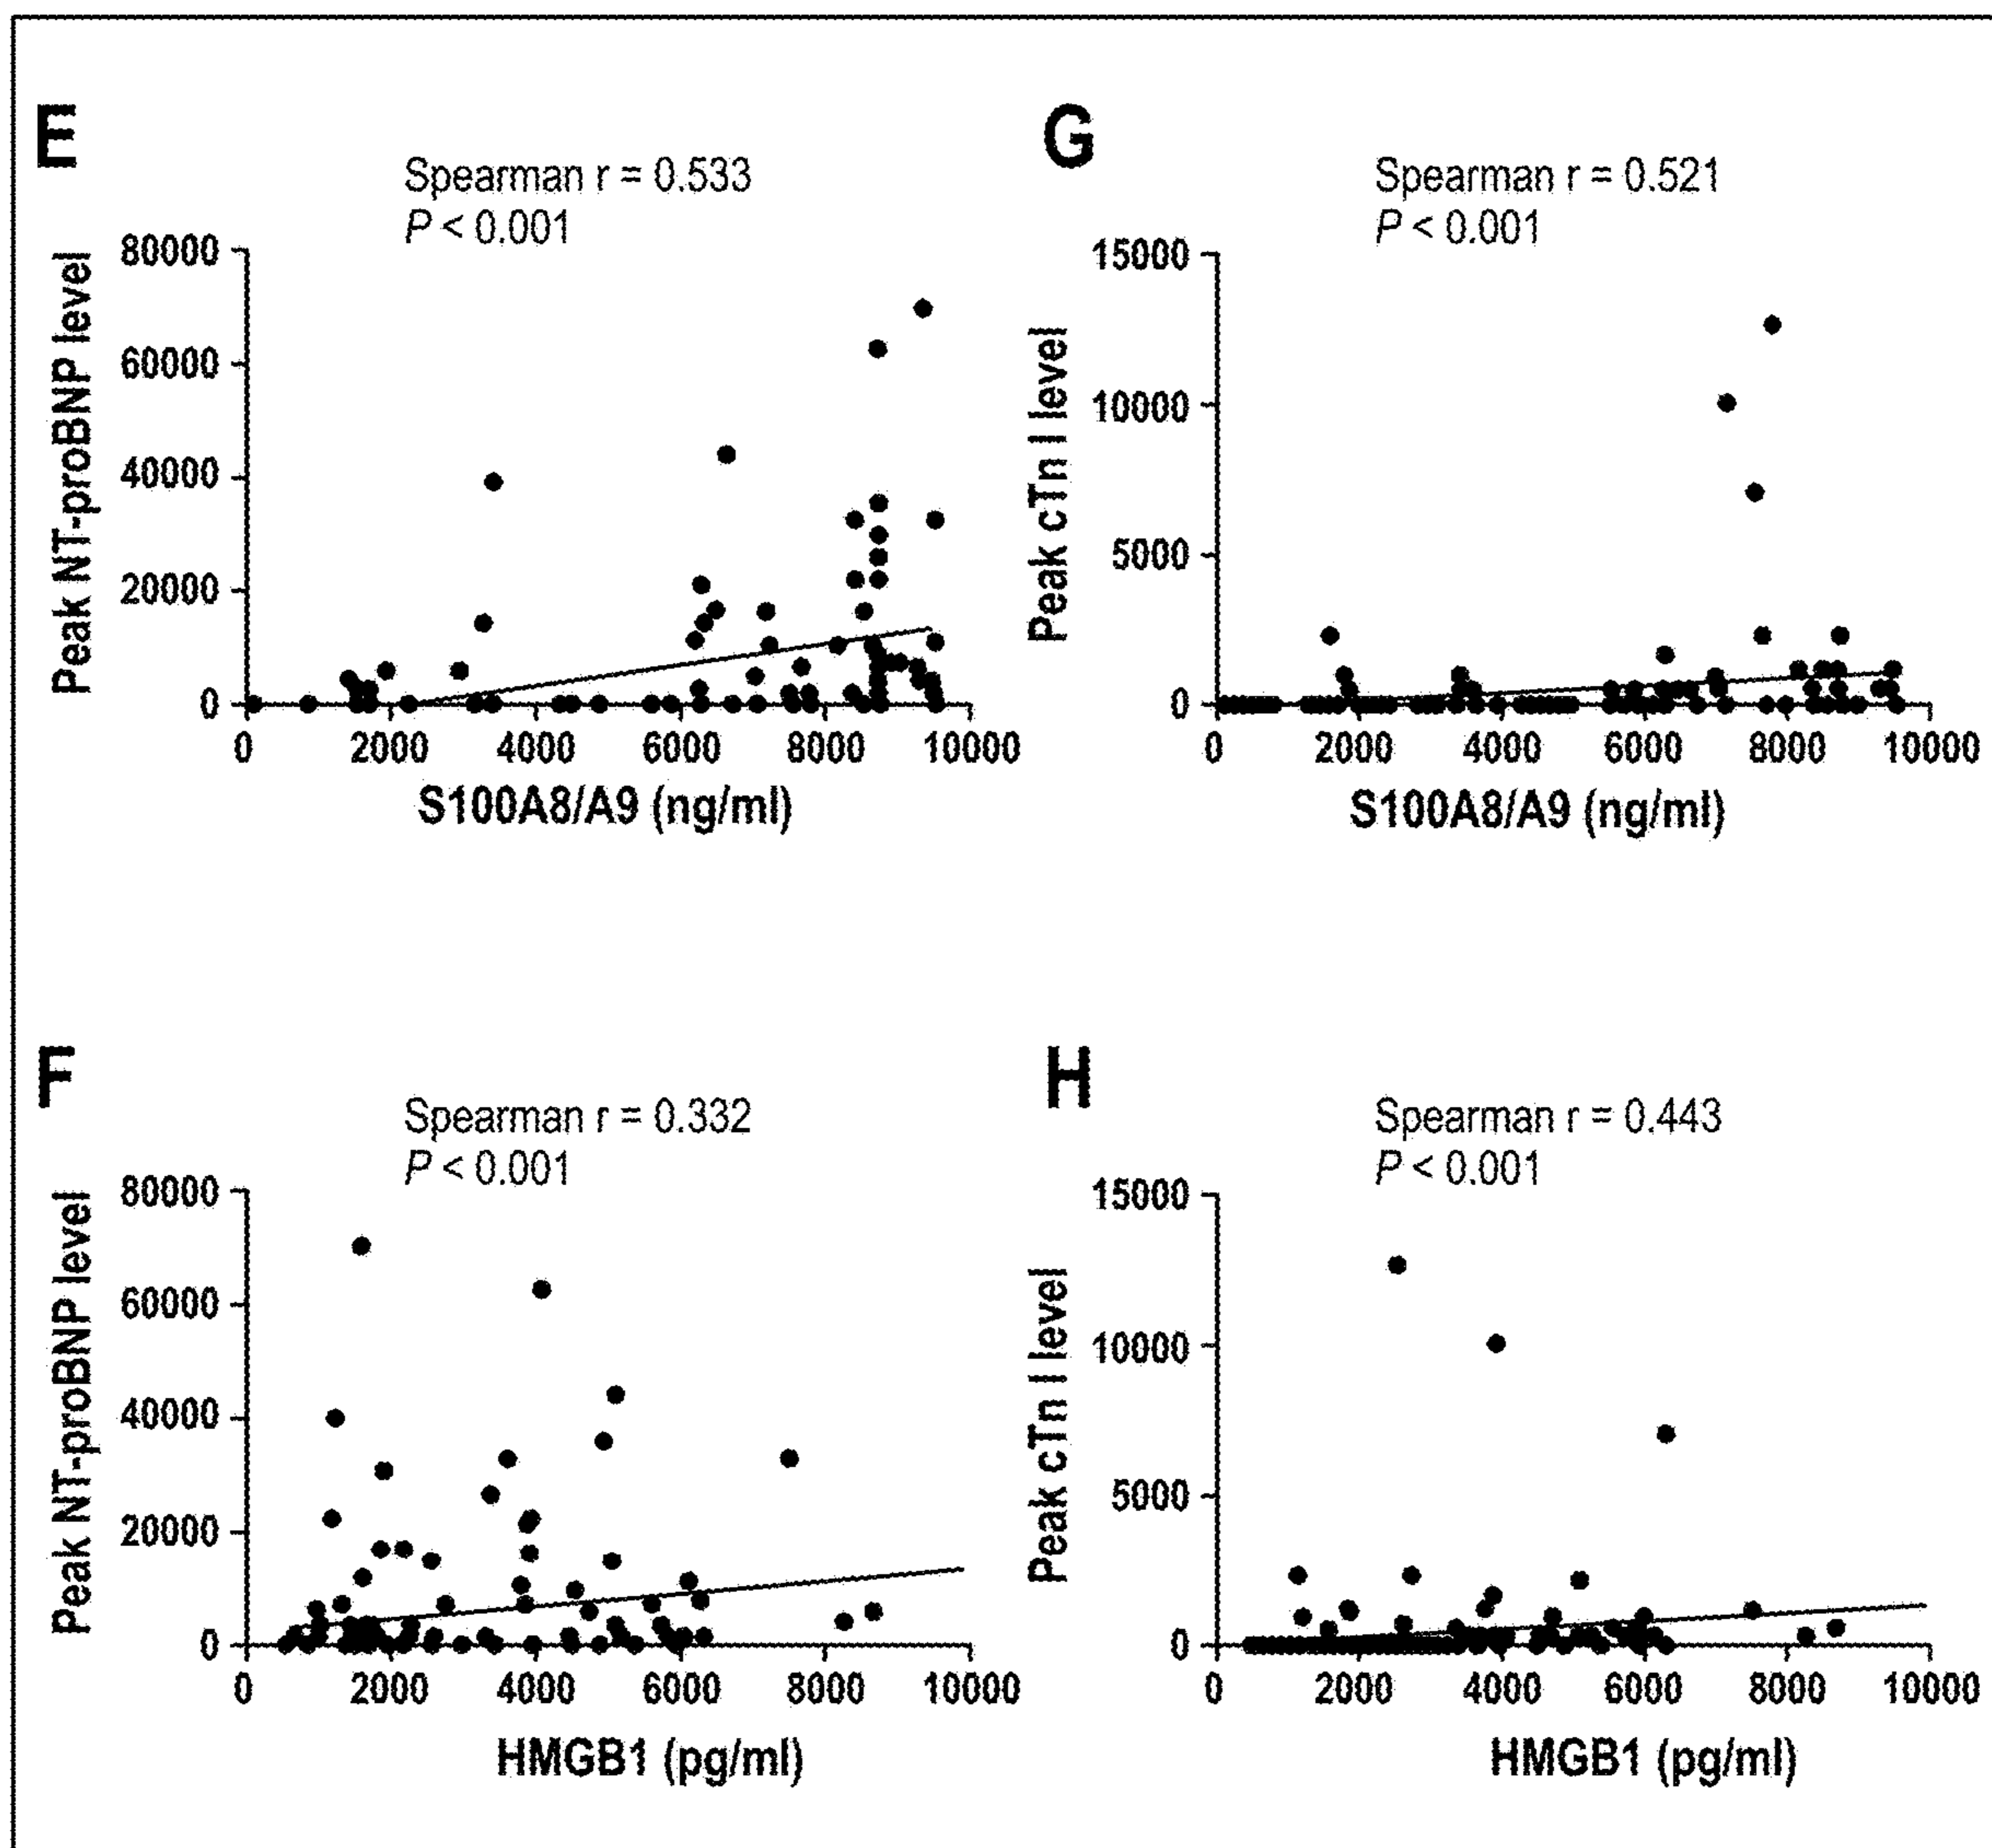 E
Spearman r = 0.533
P < 0.001
Peak NT-proBNP level
80000
60000
40000
20000
0
0 2000 4000 6000 8000 10000
S100A8/A9 (ng/ml)
G
Spearman r = 0.521
P < 0.001
Peak cTn I level
15000
10000
5000
0
0 2000 4000 6000 8000 10000
S100A8/A9 (ng/ml)
F
Spearman r = 0.332
P < 0.001
Peak NT-proBNP level
80000
60000
40000
20000
0
0 2000 4000 6000 8000 10000
HMGB1 (pg/ml)
H
Spearman r = 0.443
P < 0.001
Peak cTn I level
15000
10000
5000
0
0 2000 4000 6000 8000 10000
HMGB1 (pg/ml)